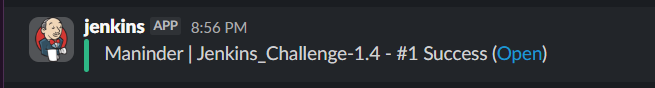 jenkins APP 8:56 PM
Maninder | Jenkins_Challenge-1.4 - #1 Success (Open)